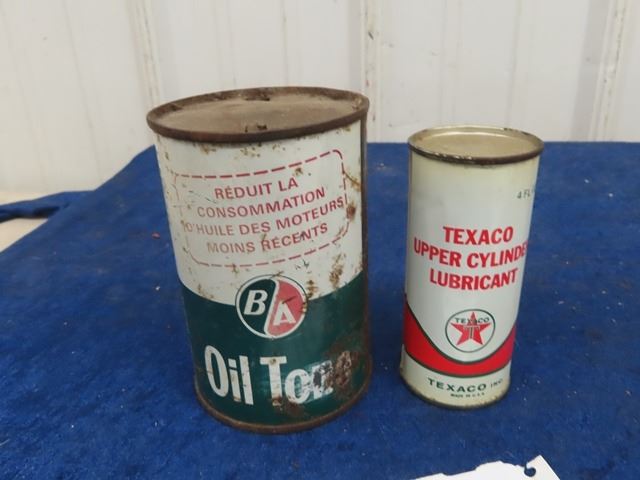 RÉDUIT LA
CONSOMMATION
D'HUILE DES MOTEURS
MOINS RÉCENTS
BA
Oil Tone
4 FL
TEXACO
UPPER CYLINDER
LUBRICANT
TEXACO
T
TEXACO INC.
MADE IN U.S.A.